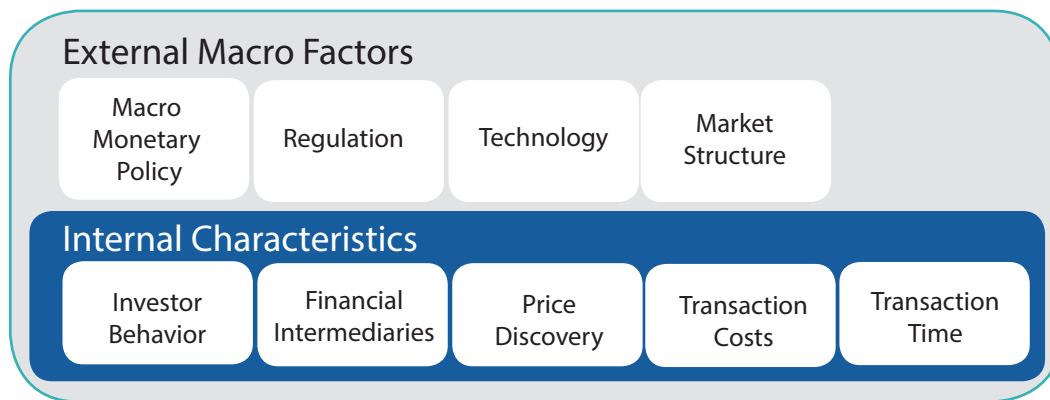 External Macro Factors
Macro
Monetary
Policy
Regulation
Technology
Market
Structure
Internal Characteristics
Investor
Behavior
Financial
Intermediaries
Price
Discovery
Transaction
Costs
Transaction
Time